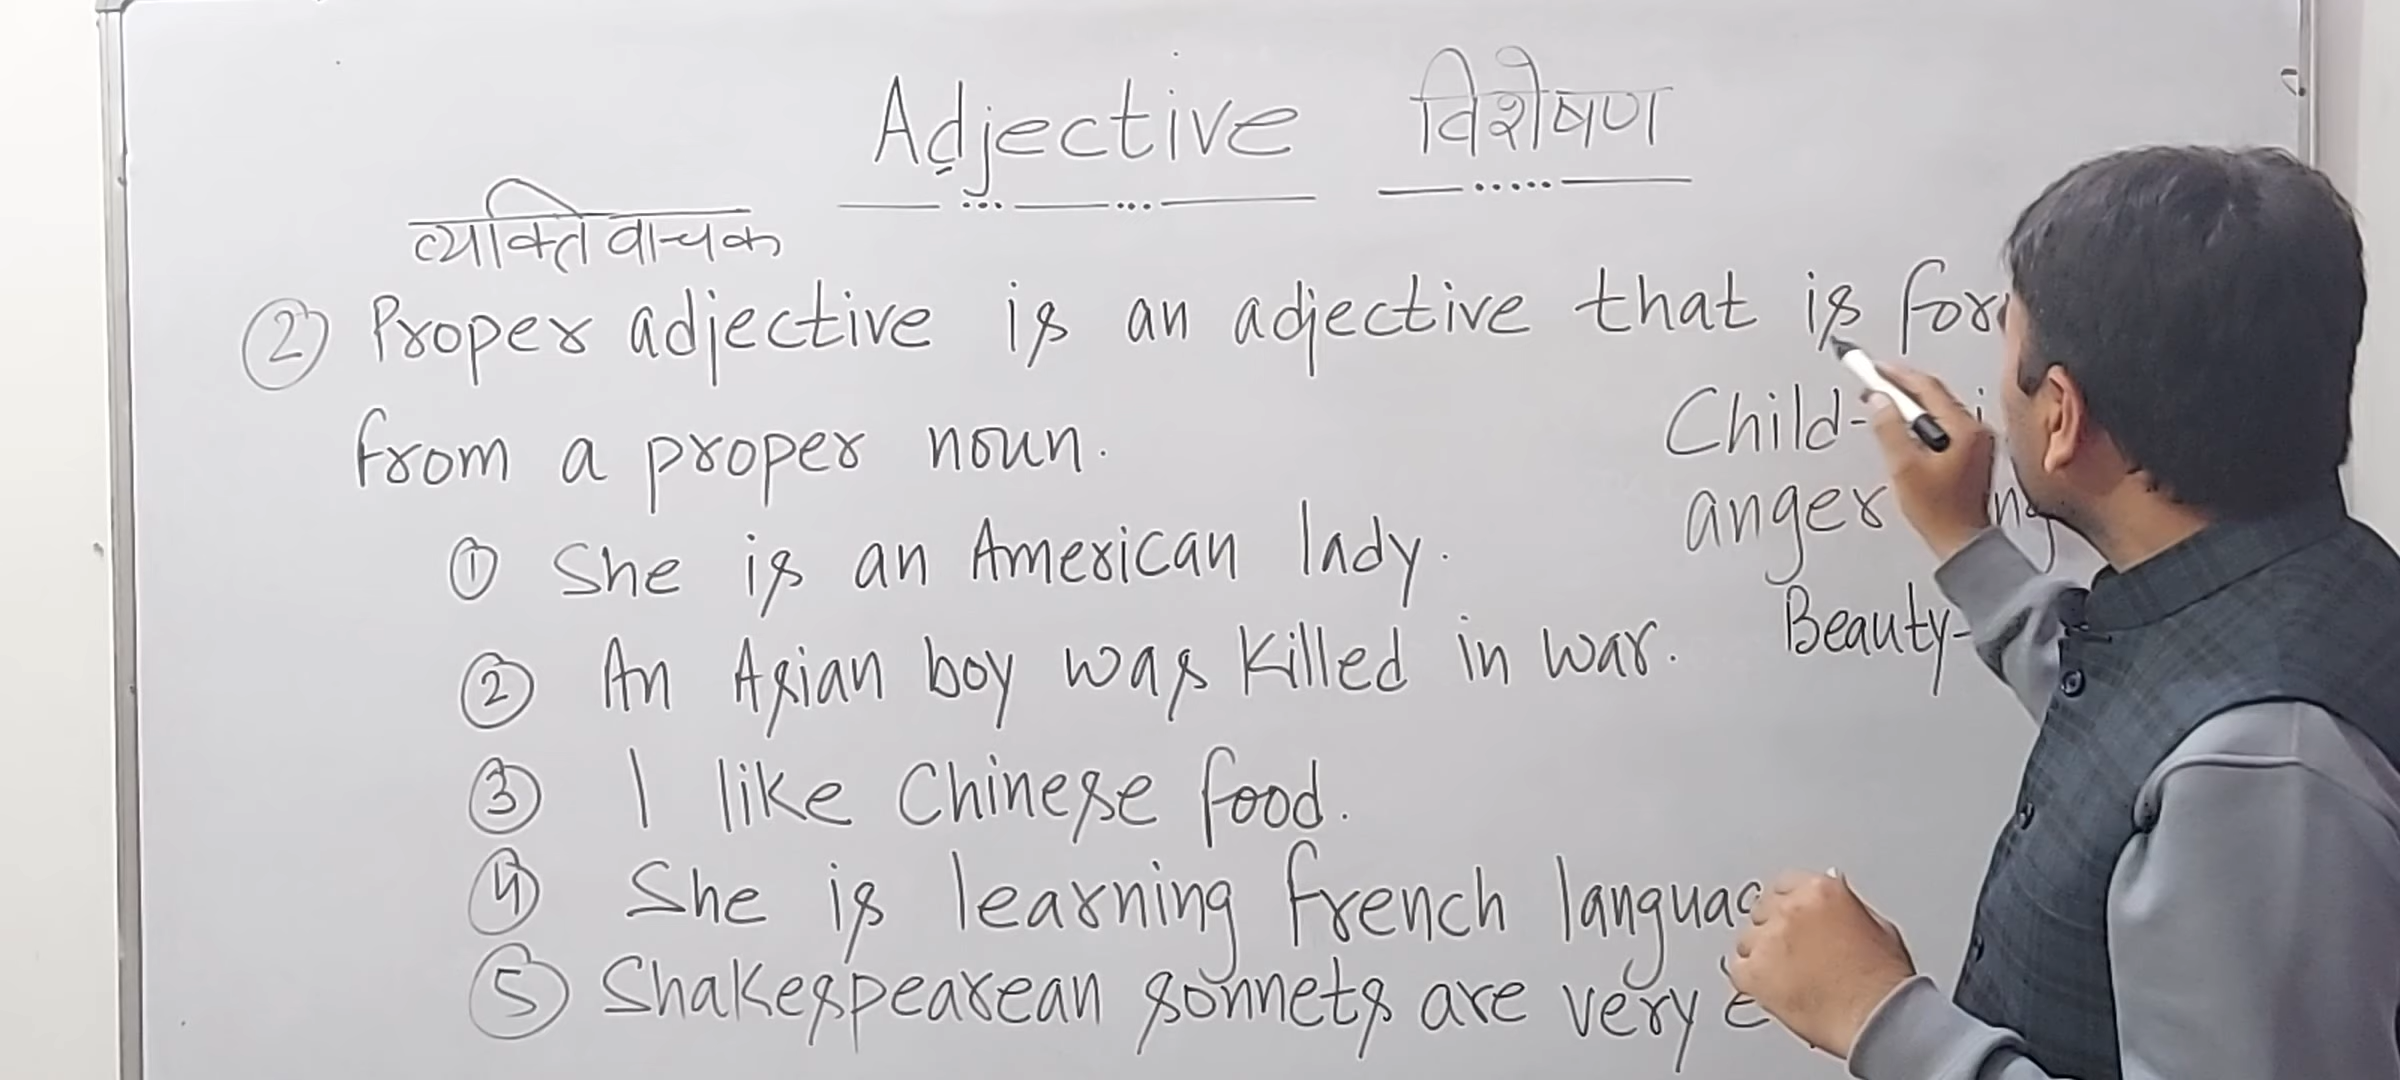 Adjective विशेषण
व्यक्तिवाचक
② Proper adjective is an adjective that is
from a proper noun.
Child-
anger
① She is an American lady.
Beauty-
② An Asian boy was killed in war.
③ I like Chinese food.
④ She is learning french
⑤ Shakespearean sonnets are very